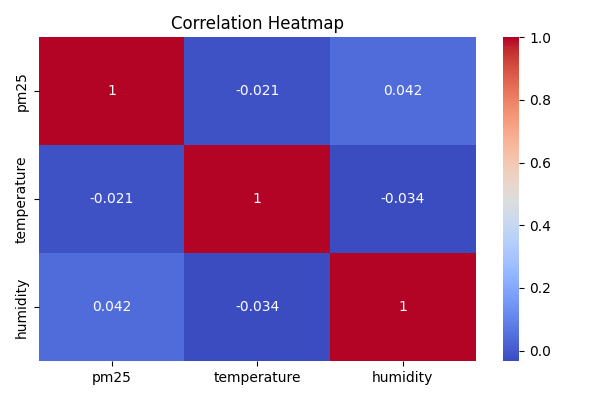 Correlation Heatmap
pm25
1
-0.021
0.042
temperature
-0.021
1
-0.034
humidity
0.042
-0.034
1
pm25
temperature
humidity
1.0
0.8
0.6
0.4
0.2
0.0